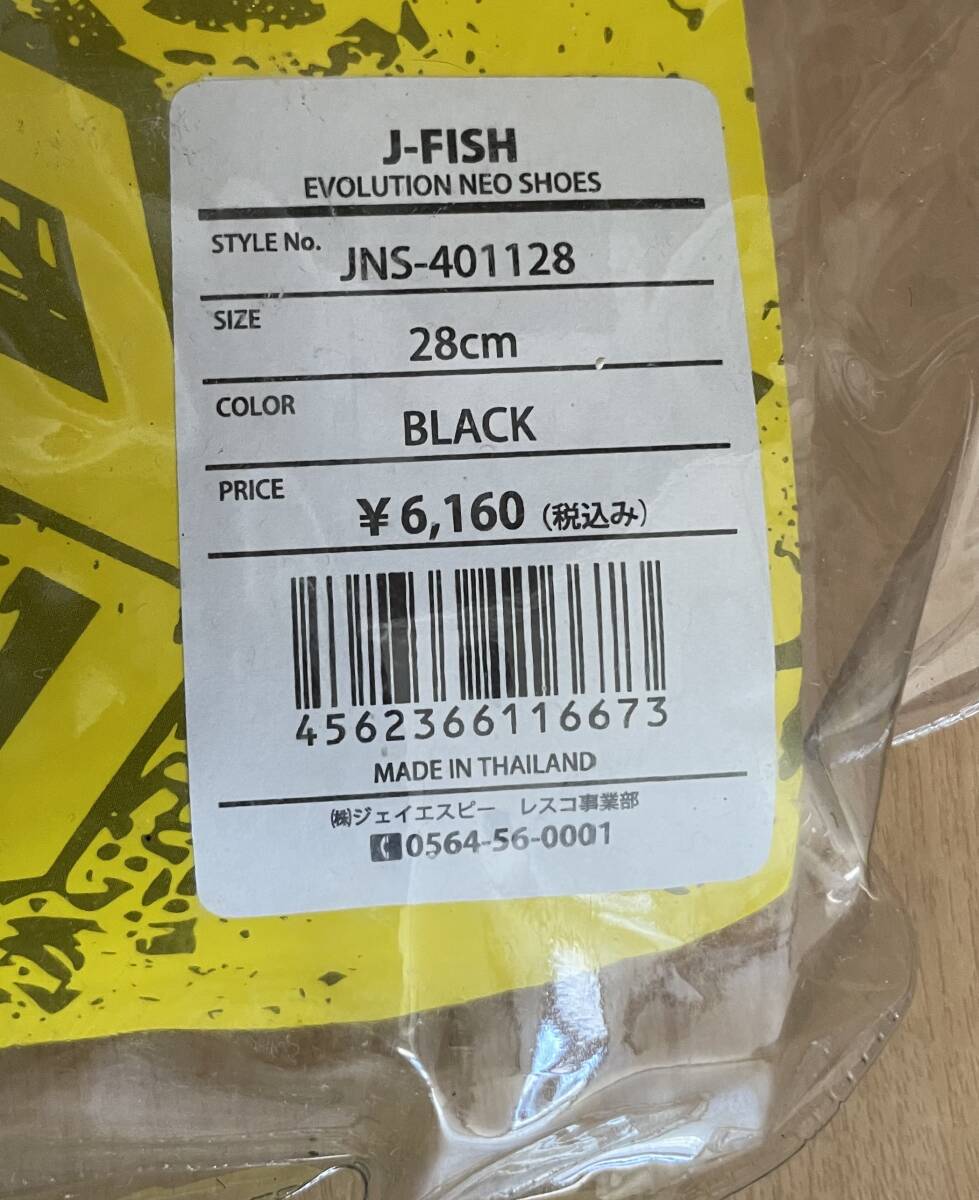 J-FISH
EVOLUTION NEO SHOES
STYLE No. JNS-401128
SIZE 28cm
COLOR BLACK
PRICE ¥6,160 (税込み)
4562366116673
MADE IN THAILAND
㈱ジェイエスピー レスコ事業部
0564-56-0001